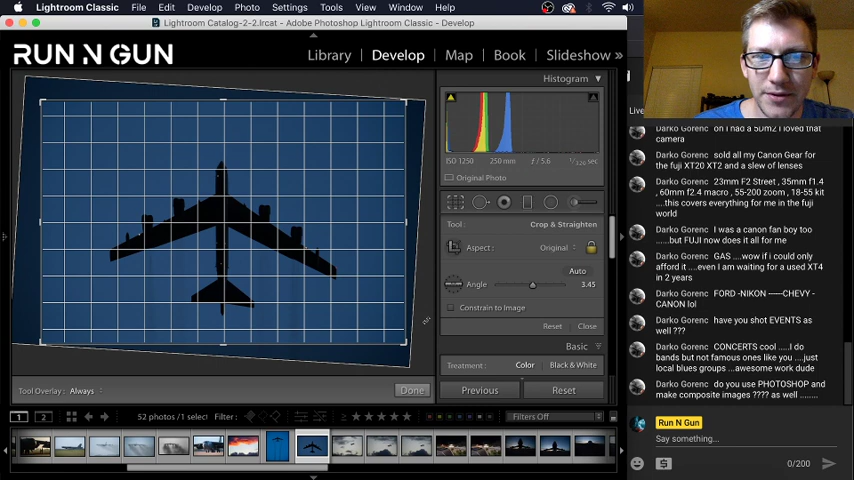 Lightroom Classic File Edit Develop Photo Settings Tools View Window Help
Lightroom Catalog-2-2.lrcat - Adobe Photoshop Lightroom Classic - Develop
RUN N GUN
Library | Develop | Map | Book | Slideshow »
Histogram
ISO 1250 250 mm f / 5.6 1/320 sec
Original Photo
Tool : Crop & Straighten
Aspect : Original
Auto
Angle 3.45
Constrain to Image
Reset Close
Basic
Treatment : Color Black & White
Tool Overlay : Always
Done
Previous Reset
1 2 52 photos /1 select Filter : Filters Off
Live
Darko Gorenc oh I had a 5Dm2 I loved that
camera
Darko Gorenc sold all my Canon Gear for
the fuji XT20 XT2 and a slew of lenses
Darko Gorenc 23mm F2 Street , 35mm f1.4
, 60mm f2.4 macro , 55-200 zoom , 18-55 kit
....this covers everything for me in the fuji
world
Darko Gorenc I was a canon fan boy too
......but FUJI now does it all for me
Darko Gorenc GAS ....wow if i could only
afford it ....even I am waiting for a used XT4
in 2 years
Darko Gorenc FORD -NIKON -----CHEVY -
CANON lol
Darko Gorenc have you shot EVENTS as
well ???
Darko Gorenc CONCERTS cool .....I do
bands but not famous ones like you ....just
local blues groups ...awesome work dude
Darko Gorenc do you use PHOTOSHOP and
make composite images ???? as well ........
Run N Gun
Say something...
0/200